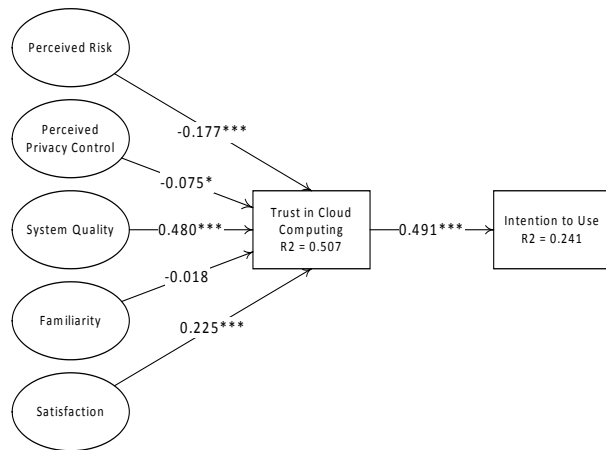 Perceived Risk
-0.177***
Perceived
Privacy Control
-0.075*
System Quality
0.480***
Trust in Cloud
Computing
R2 = 0.507
0.491***
Intention to Use
R2 = 0.241
-0.018
Familiarity
0.225***
Satisfaction